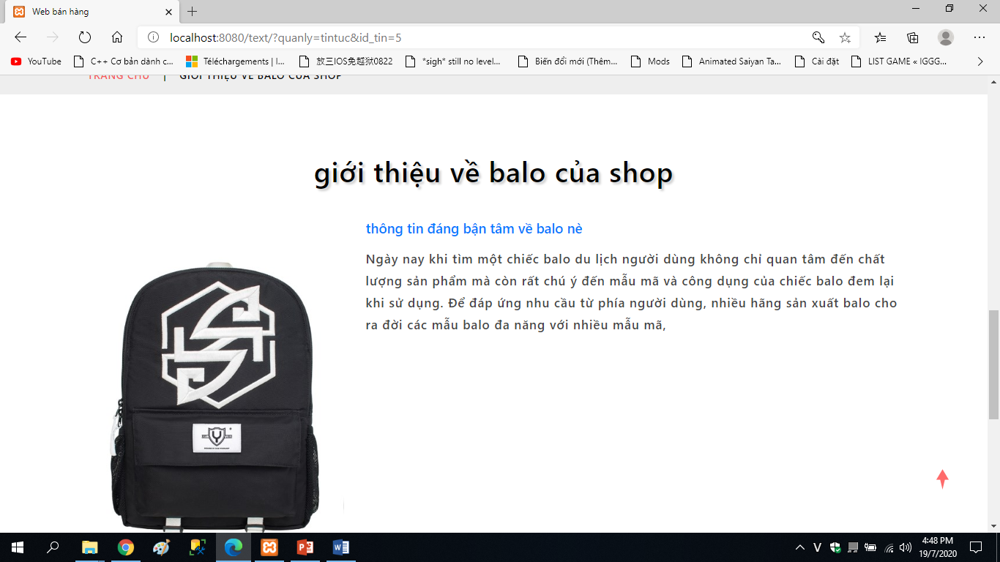 Web bán hàng
localhost:8080/text/?quanly=tintuc&id_tin=5
YouTube
C++ Cơ bản dành c...
Téléchargements | I...
放三IOS免越狱0822
*sigh* still no level...
Biến đổi mới (Thêm...
Mods
Animated Saiyan Ta...
Cài đặt
LIST GAME « IGGG...
TRANG CHỦ | GIỚI THIỆU VỀ BALO CỦA SHOP
giới thiệu về balo của shop
thông tin đáng bận tâm về balo nè
Ngày nay khi tìm một chiếc balo du lịch người dùng không chỉ quan tâm đến chất
lượng sản phẩm mà còn rất chú ý đến mẫu mã và công dụng của chiếc balo đem lại
khi sử dụng. Để đáp ứng nhu cầu từ phía người dùng, nhiều hãng sản xuất balo cho
ra đời các mẫu balo đa năng với nhiều mẫu mã,
4:48 PM
19/7/2020